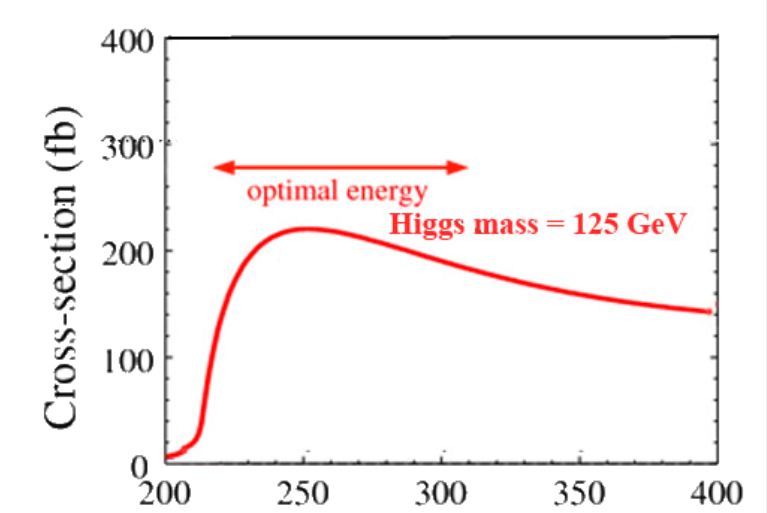 400
300
200
100
0
Cross-section (fb)
optimal energy
Higgs mass = 125 GeV
200 250 300 350 400